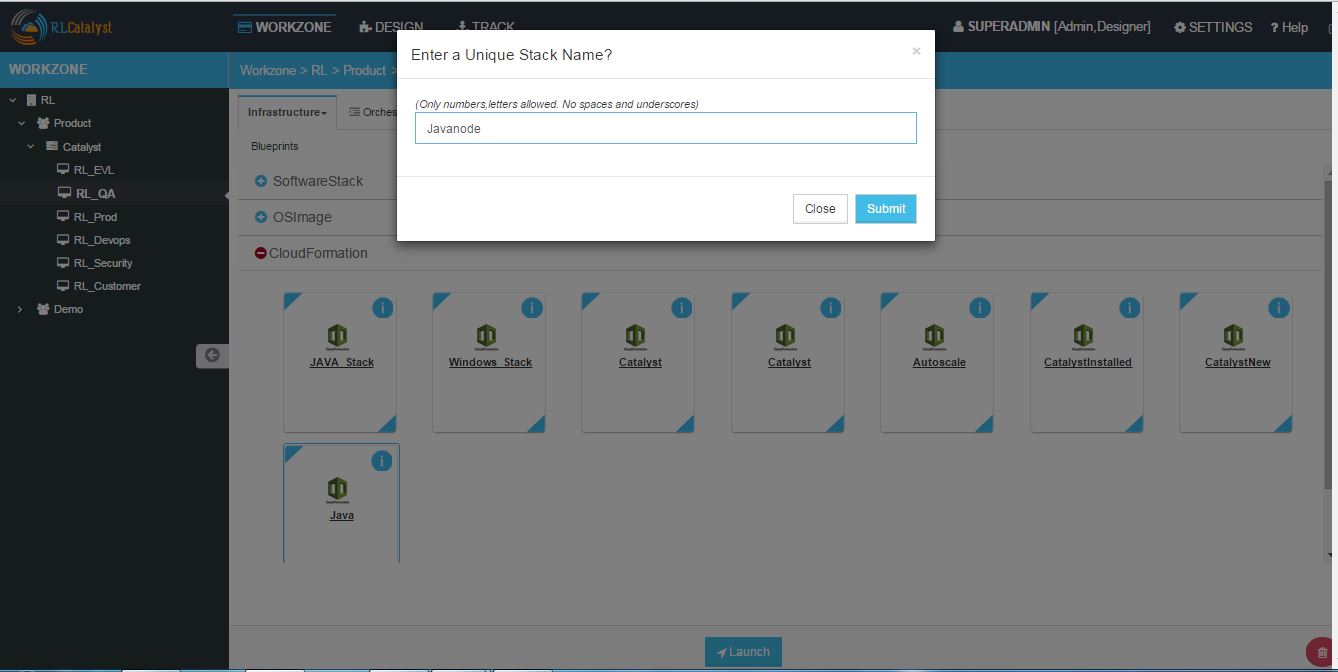 RLCatalyst
WORKZONE
DESIGN
TRACK
SUPERADMIN [Admin,Designer]
SETTINGS
? Help
WORKZONE
Workzone > RL > Product >
RL
Product
Catalyst
RL_EVL
RL_QA
RL_Prod
RL_Devops
RL_Security
RL_Customer
Demo
Enter a Unique Stack Name?
×
(Only numbers,letters allowed. No spaces and underscores)
Javanode
Close
Submit
Infrastructure
Orches
Blueprints
SoftwareStack
OSImage
CloudFormation
JAVA_Stack
Windows_Stack
Catalyst
Catalyst
Autoscale
CatalystInstalled
CatalystNew
Java
Launch